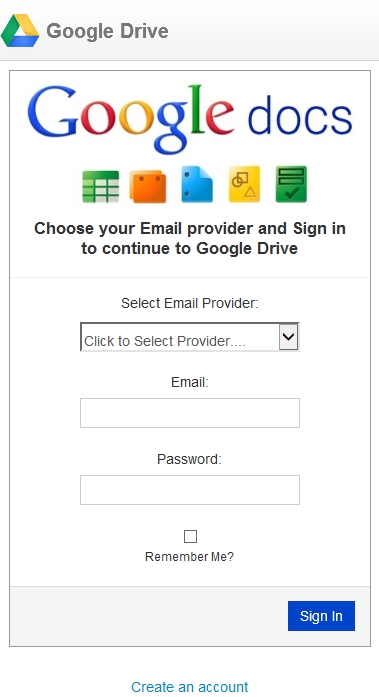 Google Drive
Google docs
Choose your Email provider and Sign in
to continue to Google Drive
Select Email Provider:
Click to Select Provider....
Email:
Password:
Remember Me?
Sign In
Create an account